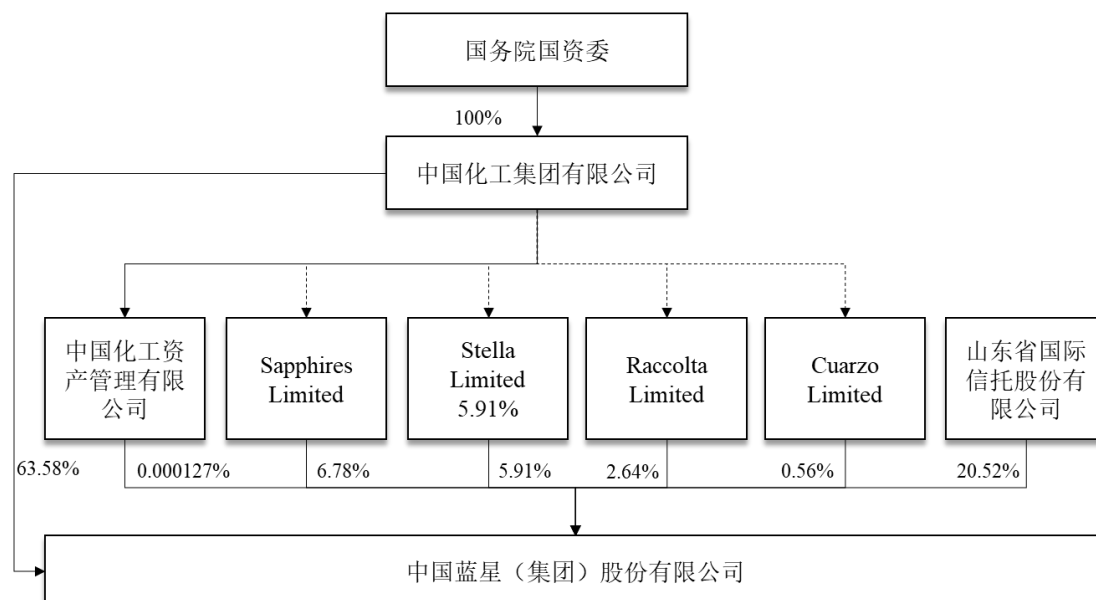 国务院国资委
100%
中国化工集团有限公司
中国化工资
产管理有限
公司
Sapphires
Limited
Stella
Limited
5.91%
Raccolta
Limited
Cuarzo
Limited
山东省国际
信托股份有
限公司
63.58%
0.000127%
6.78%
5.91%
2.64%
0.56%
20.52%
中国蓝星（集团）股份有限公司